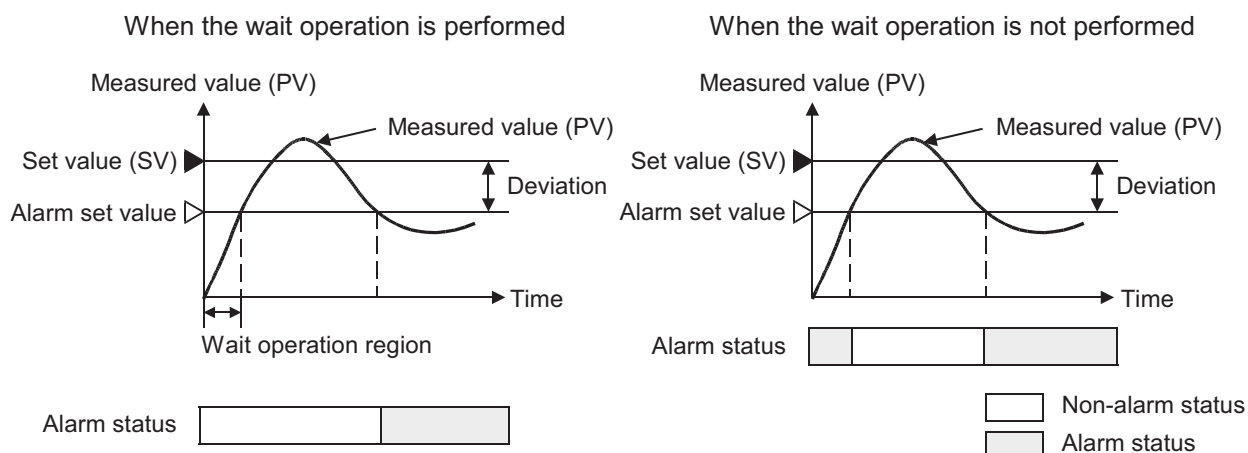 When the wait operation is performed
Measured value (PV)
Measured value (PV)
Set value (SV)
Deviation
Alarm set value
Time
Wait operation region
Alarm status
When the wait operation is not performed
Measured value (PV)
Measured value (PV)
Set value (SV)
Deviation
Alarm set value
Time
Alarm status
Non-alarm status
Alarm status